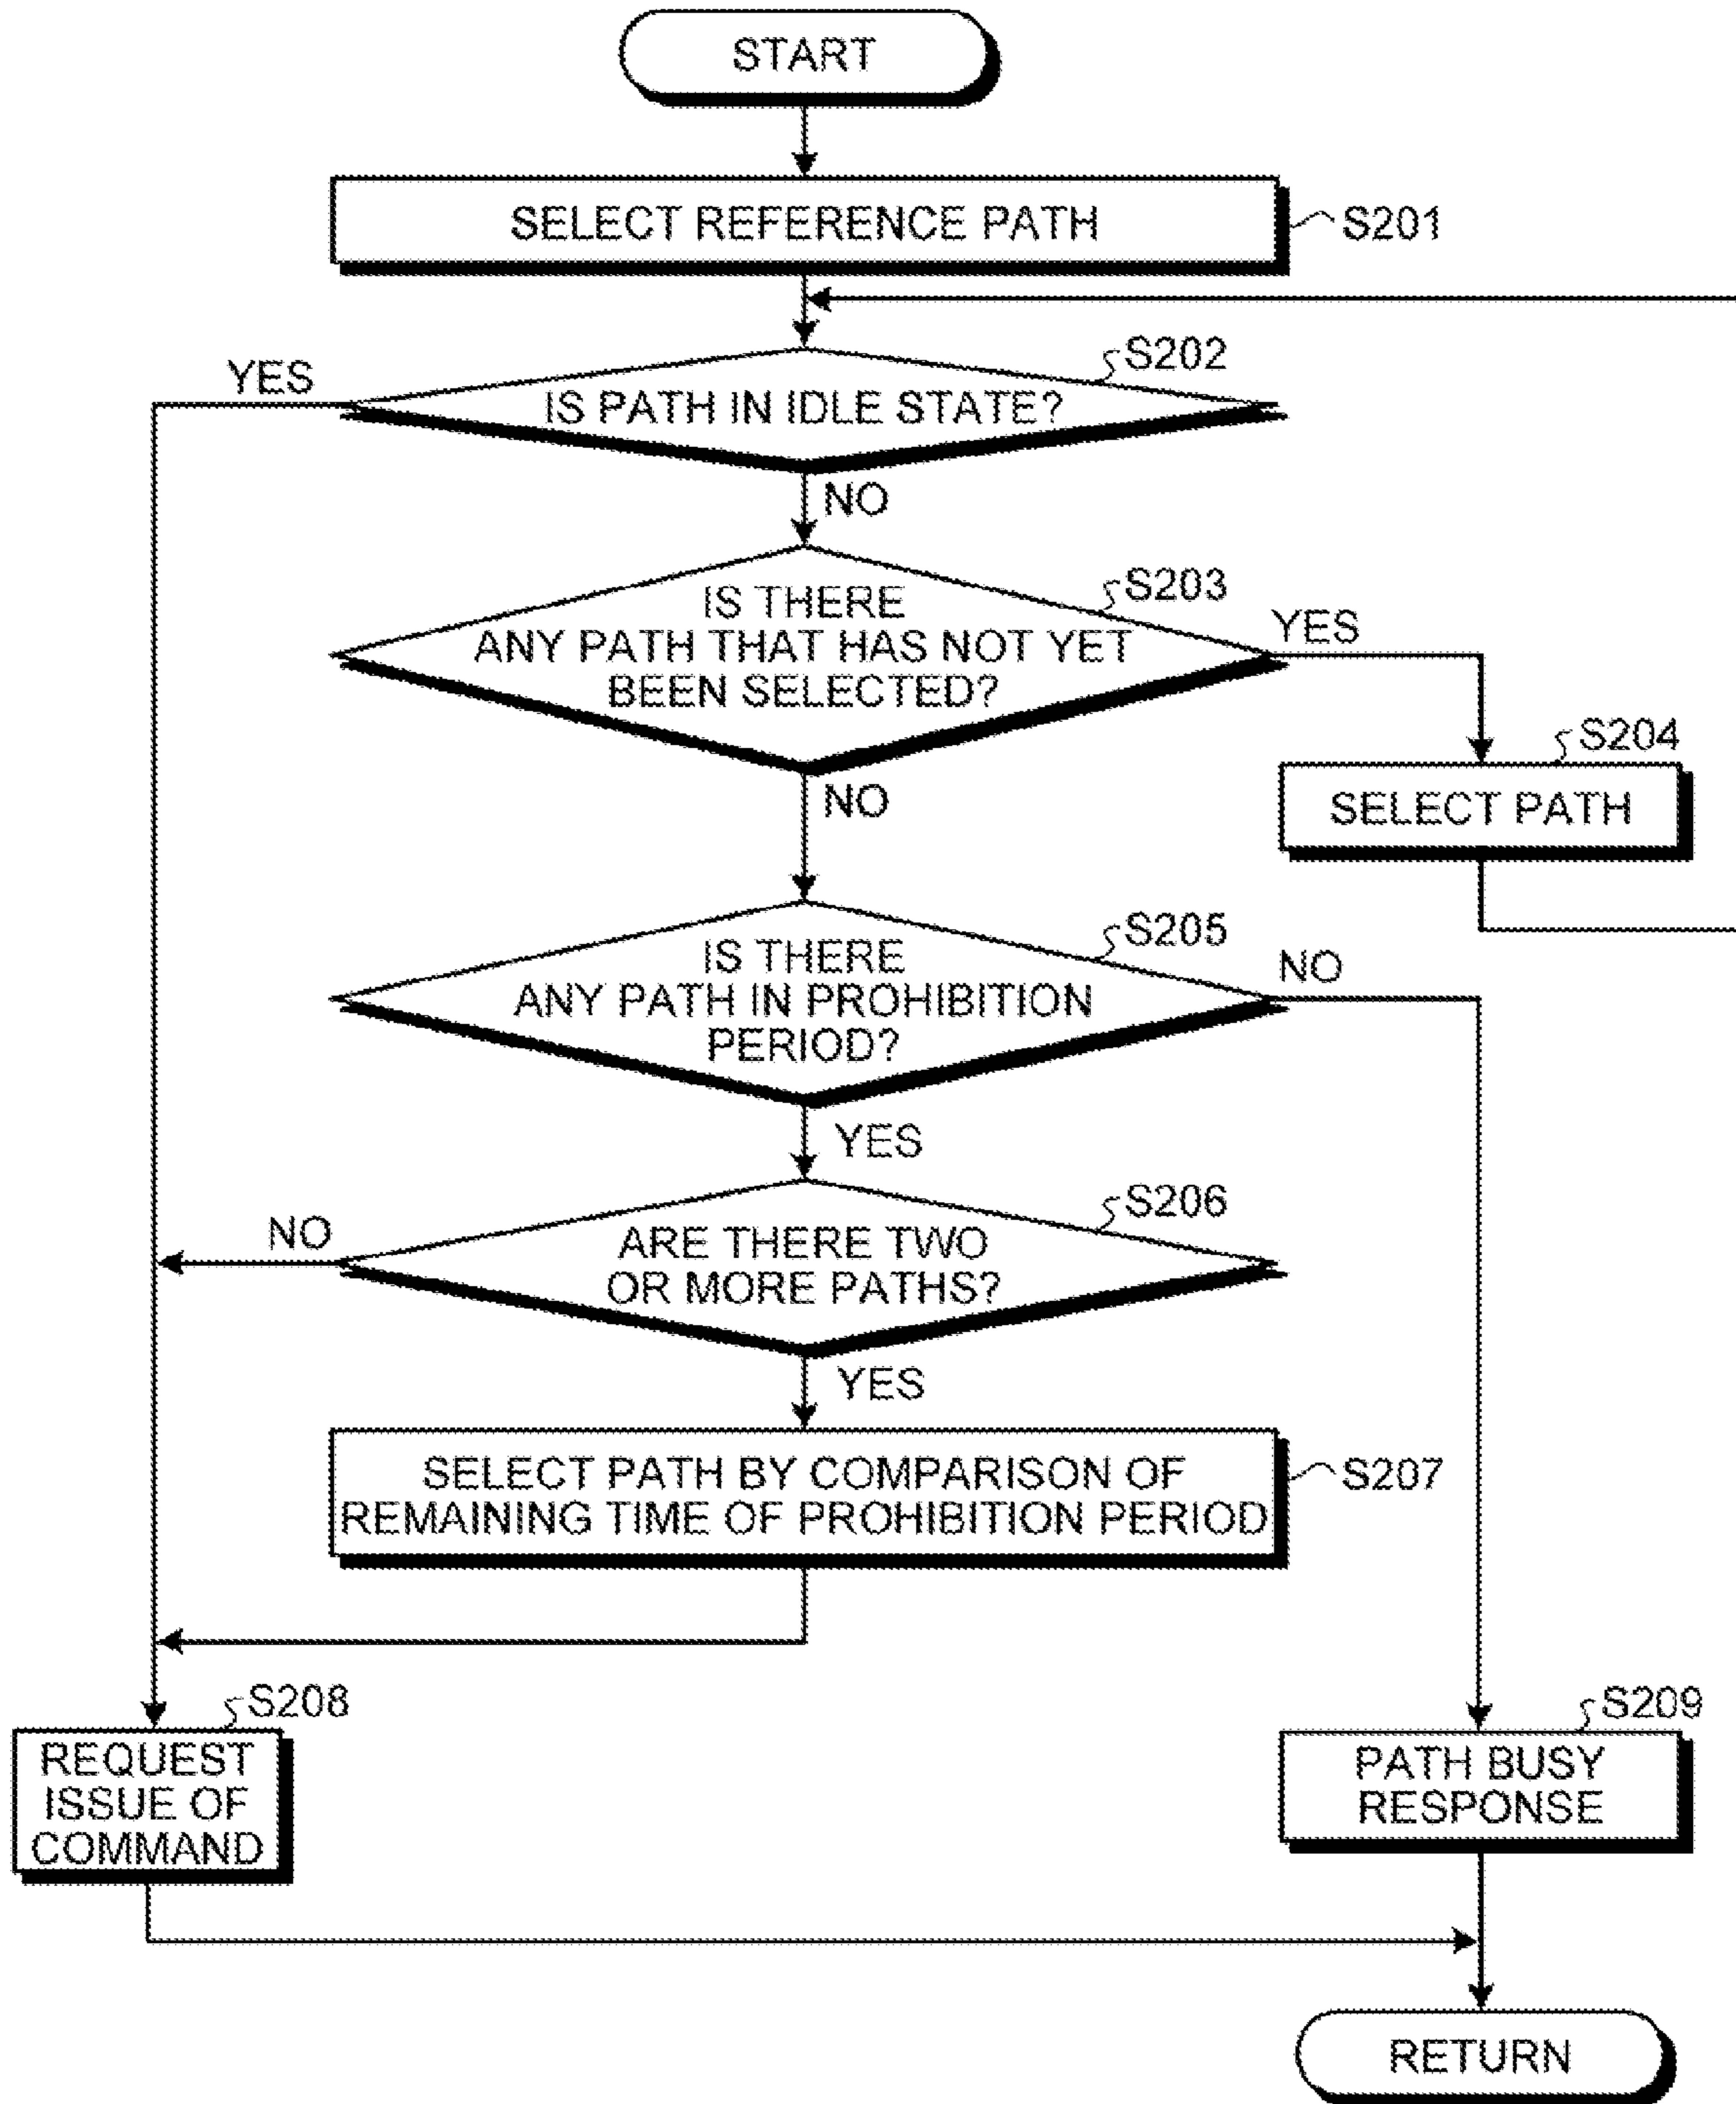 START
SELECT REFERENCE PATH
S201
S202
YES
IS PATH IN IDLE STATE?
NO
S203
IS THERE
ANY PATH THAT HAS NOT YET
BEEN SELECTED?
YES
S204
SELECT PATH
NO
S205
IS THERE
ANY PATH IN PROHIBITION
PERIOD?
NO
YES
S206
NO
ARE THERE TWO
OR MORE PATHS?
YES
SELECT PATH BY COMPARISON OF
REMAINING TIME OF PROHIBITION PERIOD
S207
S208
REQUEST
ISSUE OF
COMMAND
S209
PATH BUSY
RESPONSE
RETURN